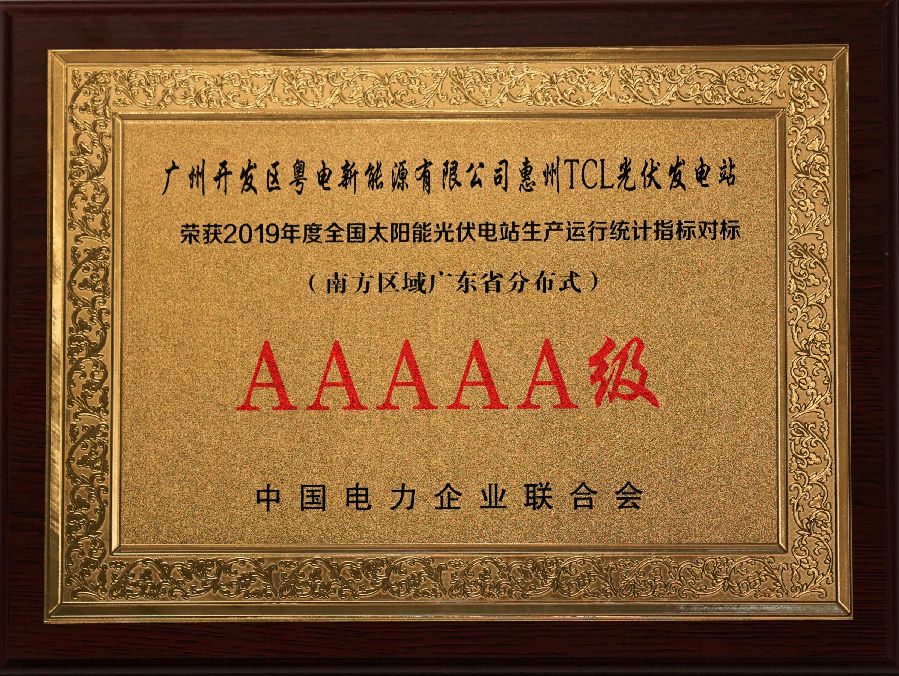 广州开发区粤电新能源有限公司惠州TCL光伏发电站
荣获2019年度全国太阳能光伏电站生产运行统计指标对标
（南方区域广东省分布式）
AAAAA级
中国电力企业联合会